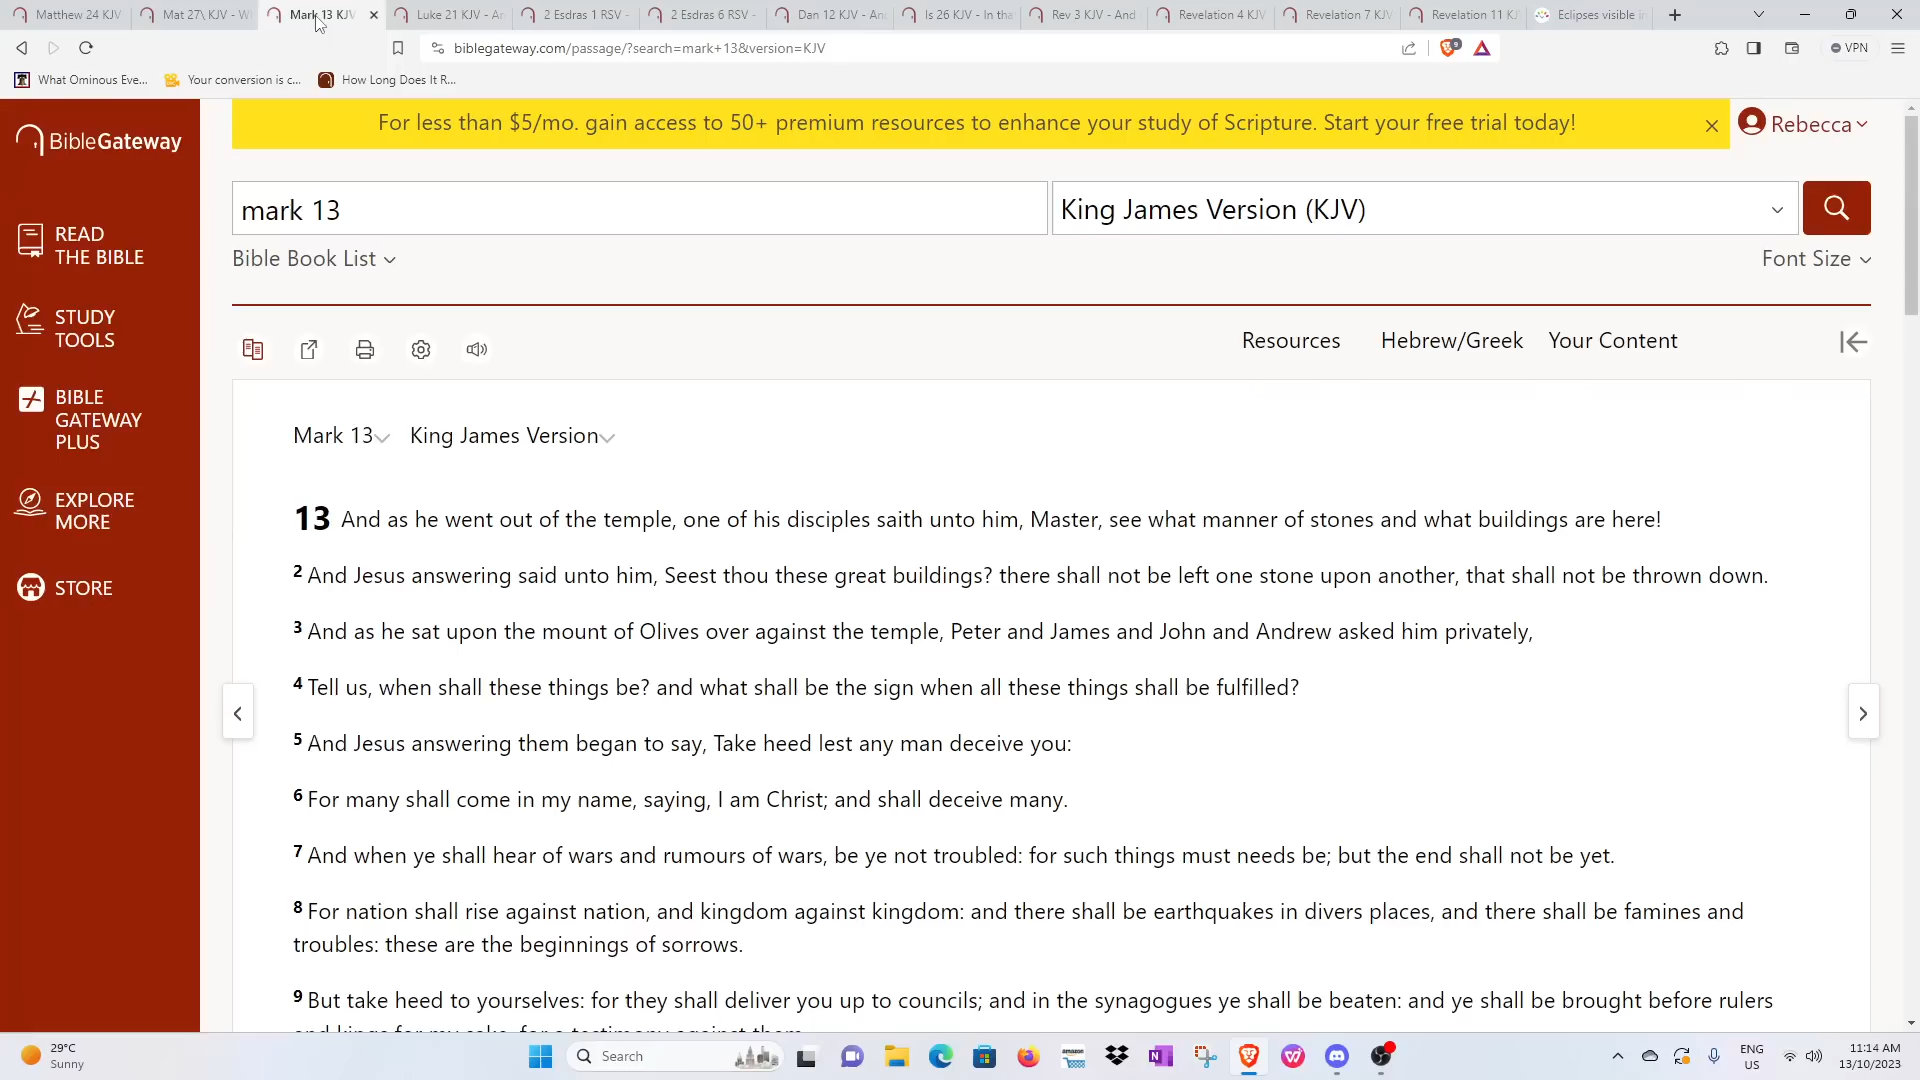 Matthew 24 KJV
Mat 27\ KJV - W
Mark 13 KJV
Luke 21 KJV - An
2 Esdras 1 RSV -
2 Esdras 6 RSV -
Dan 12 KJV - An
Is 26 KJV - In tha
Rev 3 KJV - And
Revelation 4 KJV
Revelation 7 KJV
Revelation 11 KJ
Eclipses visible in
biblegateway.com/passage/?search=mark+13&version=KJV
9
VPN
What Ominous Eve...
Your conversion is c...
How Long Does It R...
BibleGateway
For less than $5/mo. gain access to 50+ premium resources to enhance your study of Scripture. Start your free trial today!
Rebecca
mark 13
King James Version (KJV)
Bible Book List
Font Size
READ
THE BIBLE
STUDY
TOOLS
BIBLE
GATEWAY
PLUS
EXPLORE
MORE
STORE
Resources
Hebrew/Greek
Your Content
Mark 13
King James Version
13 And as he went out of the temple, one of his disciples saith unto him, Master, see what manner of stones and what buildings are here!
2 And Jesus answering said unto him, Seest thou these great buildings? there shall not be left one stone upon another, that shall not be thrown down.
3 And as he sat upon the mount of Olives over against the temple, Peter and James and John and Andrew asked him privately,
4 Tell us, when shall these things be? and what shall be the sign when all these things shall be fulfilled?
5 And Jesus answering them began to say, Take heed lest any man deceive you:
6 For many shall come in my name, saying, I am Christ; and shall deceive many.
7 And when ye shall hear of wars and rumours of wars, be ye not troubled: for such things must needs be; but the end shall not be yet.
8 For nation shall rise against nation, and kingdom against kingdom: and there shall be earthquakes in divers places, and there shall be famines and
troubles: these are the beginnings of sorrows.
9 But take heed to yourselves: for they shall deliver you up to councils; and in the synagogues ye shall be beaten: and ye shall be brought before rulers
and kings for my sake, for a testimony against them.
29°C
Sunny
Search
amazon
ENG
US
11:14 AM
13/10/2023